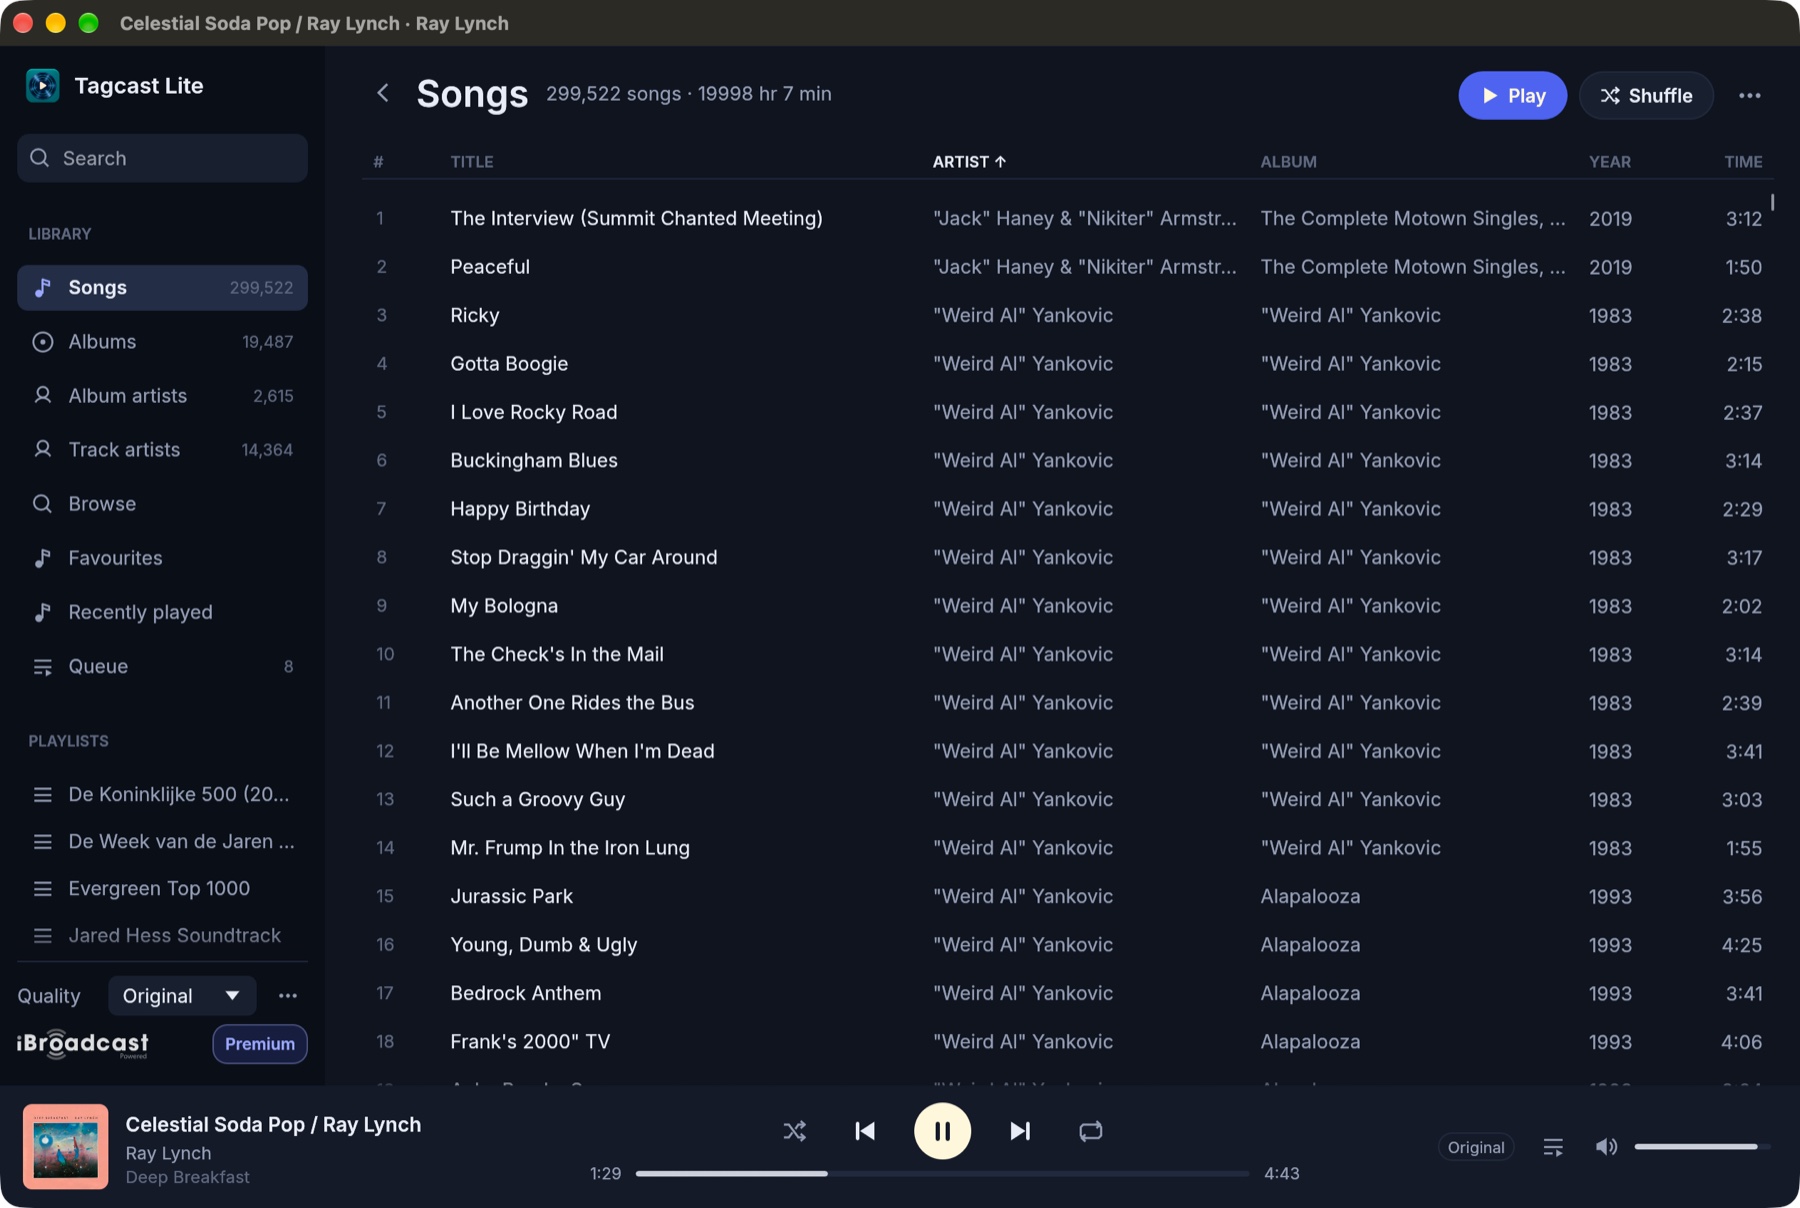 Celestial Soda Pop / Ray Lynch · Ray Lynch
Tagcast Lite
Search
LIBRARY
Songs 299,522
Albums 19,487
Album artists 2,615
Track artists 14,364
Browse
Favourites
Recently played
Queue 8
PLAYLISTS
De Koninklijke 500 (20...
De Week van de Jaren ...
Evergreen Top 1000
Jared Hess Soundtrack
Quality Original
iBroadcast
Powered
Premium
Songs 299,522 songs · 19998 hr 7 min
Play Shuffle
# TITLE ARTIST ↑ ALBUM YEAR TIME
1 The Interview (Summit Chanted Meeting) "Jack" Haney & "Nikiter" Armstr... The Complete Motown Singles, ... 2019 3:12
2 Peaceful "Jack" Haney & "Nikiter" Armstr... The Complete Motown Singles, ... 2019 1:50
3 Ricky "Weird Al" Yankovic "Weird Al" Yankovic 1983 2:38
4 Gotta Boogie "Weird Al" Yankovic "Weird Al" Yankovic 1983 2:15
5 I Love Rocky Road "Weird Al" Yankovic "Weird Al" Yankovic 1983 2:37
6 Buckingham Blues "Weird Al" Yankovic "Weird Al" Yankovic 1983 3:14
7 Happy Birthday "Weird Al" Yankovic "Weird Al" Yankovic 1983 2:29
8 Stop Draggin' My Car Around "Weird Al" Yankovic "Weird Al" Yankovic 1983 3:17
9 My Bologna "Weird Al" Yankovic "Weird Al" Yankovic 1983 2:02
10 The Check's In the Mail "Weird Al" Yankovic "Weird Al" Yankovic 1983 3:14
11 Another One Rides the Bus "Weird Al" Yankovic "Weird Al" Yankovic 1983 2:39
12 I'll Be Mellow When I'm Dead "Weird Al" Yankovic "Weird Al" Yankovic 1983 3:41
13 Such a Groovy Guy "Weird Al" Yankovic "Weird Al" Yankovic 1983 3:03
14 Mr. Frump In the Iron Lung "Weird Al" Yankovic "Weird Al" Yankovic 1983 1:55
15 Jurassic Park "Weird Al" Yankovic Alapalooza 1993 3:56
16 Young, Dumb & Ugly "Weird Al" Yankovic Alapalooza 1993 4:25
17 Bedrock Anthem "Weird Al" Yankovic Alapalooza 1993 3:41
18 Frank's 2000" TV "Weird Al" Yankovic Alapalooza 1993 4:06
Celestial Soda Pop / Ray Lynch
Ray Lynch
Deep Breakfast
1:29 4:43
Original